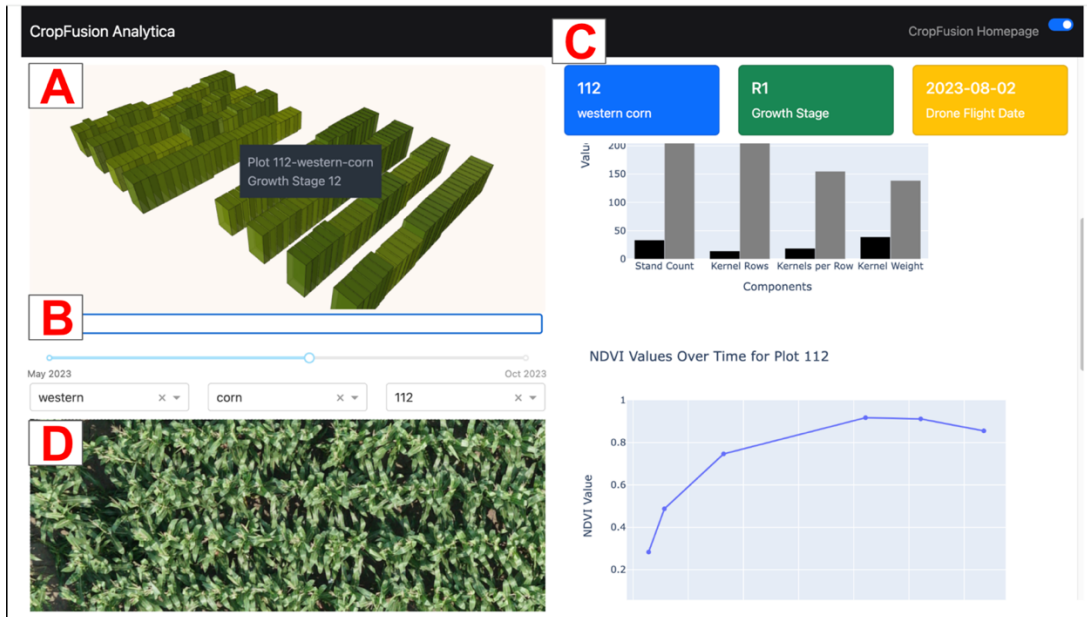 CropFusion Analytica
CropFusion Homepage
A
Plot 112-western-corn
Growth Stage 12
B
May 2023
Oct 2023
western
corn
112
D
C
112
western corn
R1
Growth Stage
2023-08-02
Drone Flight Date
Valu
200
150
100
50
0
Stand Count
Kernel Rows
Kernels per Row
Kernel Weight
Components
NDVI Values Over Time for Plot 112
1
0.8
0.6
0.4
0.2
NDVI Value